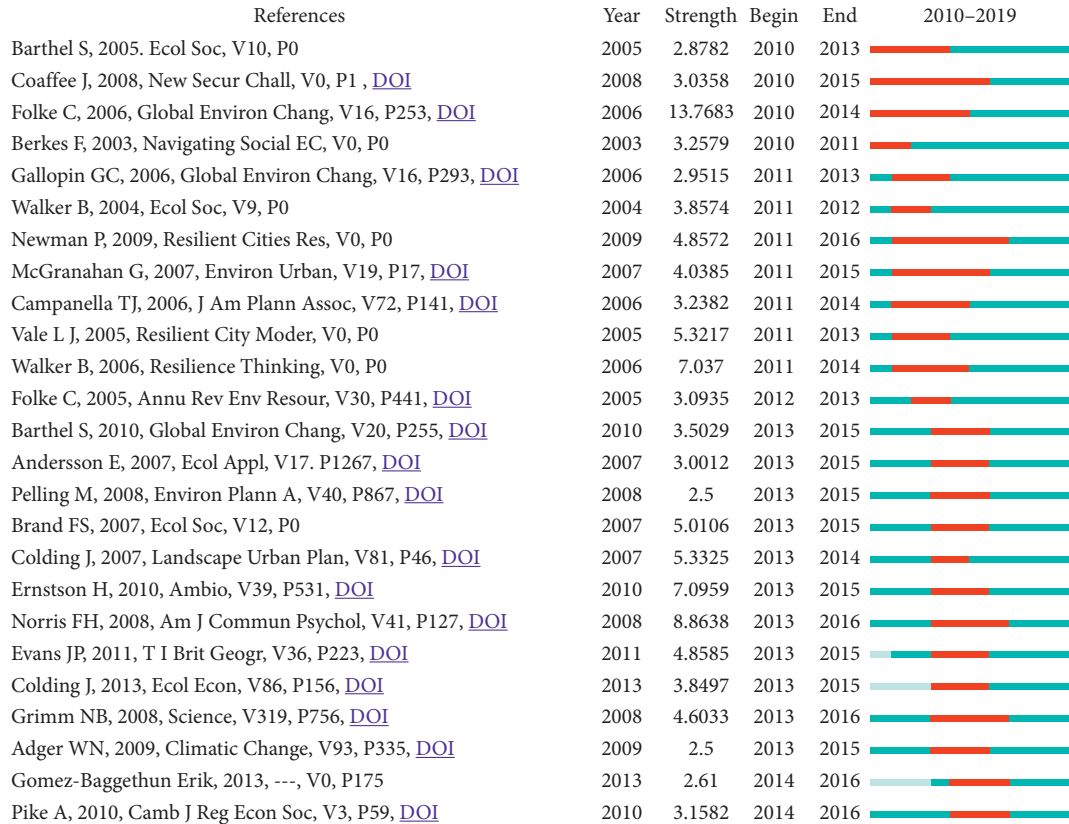 References Year Strength Begin End 2010–2019
Barthel S, 2005. Ecol Soc, V10, P0 2005 2.8782 2010 2013
Coaffee J, 2008, New Secur Chall, V0, P1 , DOI 2008 3.0358 2010 2015
Folke C, 2006, Global Environ Chang, V16, P253, DOI 2006 13.7683 2010 2014
Berkes F, 2003, Navigating Social EC, V0, P0 2003 3.2579 2010 2011
Gallopin GC, 2006, Global Environ Chang, V16, P293, DOI 2006 2.9515 2011 2013
Walker B, 2004, Ecol Soc, V9, P0 2004 3.8574 2011 2012
Newman P, 2009, Resilient Cities Res, V0, P0 2009 4.8572 2011 2016
McGranahan G, 2007, Environ Urban, V19, P17, DOI 2007 4.0385 2011 2015
Campanella TJ, 2006, J Am Plann Assoc, V72, P141, DOI 2006 3.2382 2011 2014
Vale L J, 2005, Resilient City Moder, V0, P0 2005 5.3217 2011 2013
Walker B, 2006, Resilience Thinking, V0, P0 2006 7.037 2011 2014
Folke C, 2005, Annu Rev Env Resour, V30, P441, DOI 2005 3.0935 2012 2013
Barthel S, 2010, Global Environ Chang, V20, P255, DOI 2010 3.5029 2013 2015
Andersson E, 2007, Ecol Appl, V17. P1267, DOI 2007 3.0012 2013 2015
Pelling M, 2008, Environ Plann A, V40, P867, DOI 2008 2.5 2013 2015
Brand FS, 2007, Ecol Soc, V12, P0 2007 5.0106 2013 2015
Colding J, 2007, Landscape Urban Plan, V81, P46, DOI 2007 5.3325 2013 2014
Ernstson H, 2010, Ambio, V39, P531, DOI 2010 7.0959 2013 2015
Norris FH, 2008, Am J Commun Psychol, V41, P127, DOI 2008 8.8638 2013 2016
Evans JP, 2011, T I Brit Geogr, V36, P223, DOI 2011 4.8585 2013 2015
Colding J, 2013, Ecol Econ, V86, P156, DOI 2013 3.8497 2013 2015
Grimm NB, 2008, Science, V319, P756, DOI 2008 4.6033 2013 2016
Adger WN, 2009, Climatic Change, V93, P335, DOI 2009 2.5 2013 2015
Gomez-Baggethun Erik, 2013, ---, V0, P175 2013 2.61 2014 2016
Pike A, 2010, Camb J Reg Econ Soc, V3, P59, DOI 2010 3.1582 2014 2016